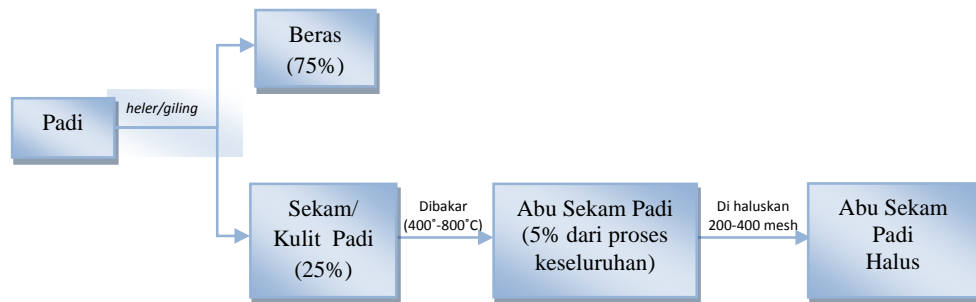 Beras
(75%)
heler/giling
Padi
Sekam/
Kulit Padi
(25%)
Dibakar
(400˚-800˚C)
Abu Sekam Padi
(5% dari proses
keseluruhan)
Di haluskan
200-400 mesh
Abu Sekam
Padi
Halus